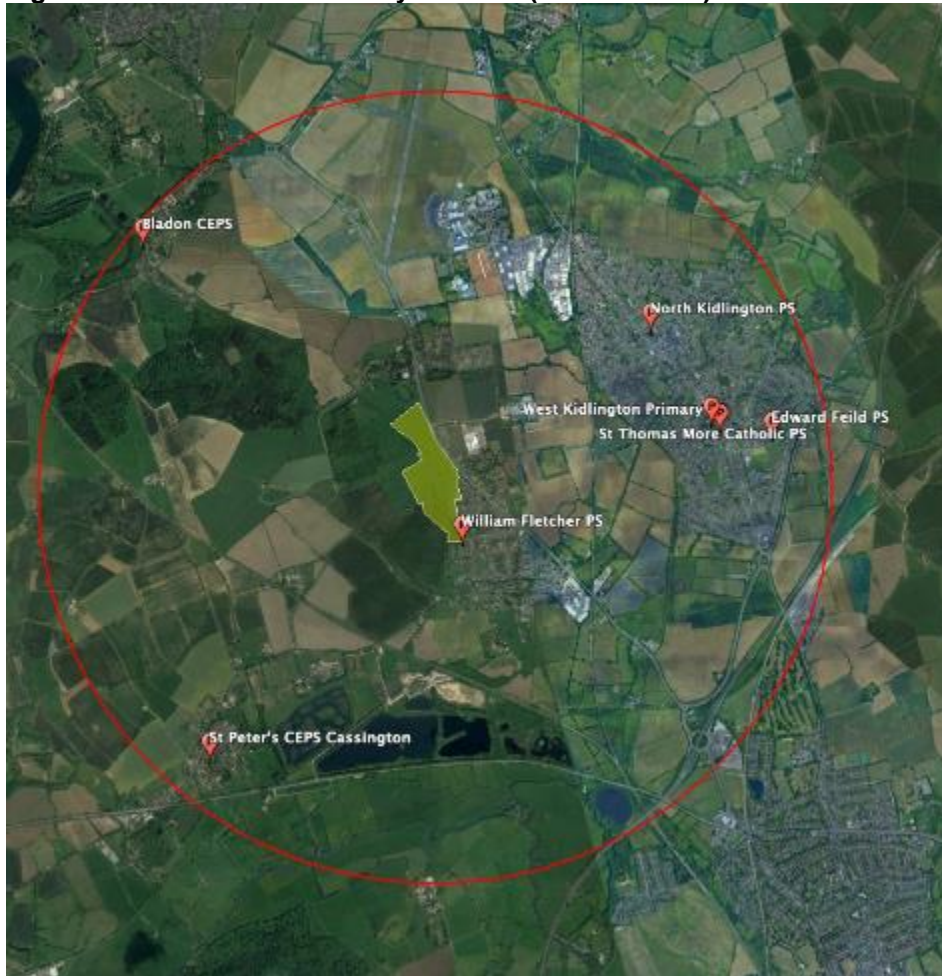 Bladon CEPS
North Kidlington PS
West Kidlington Primary
Edward Feild PS
St Thomas More Catholic PS
William Fletcher PS
St Peter's CEPS Cassington